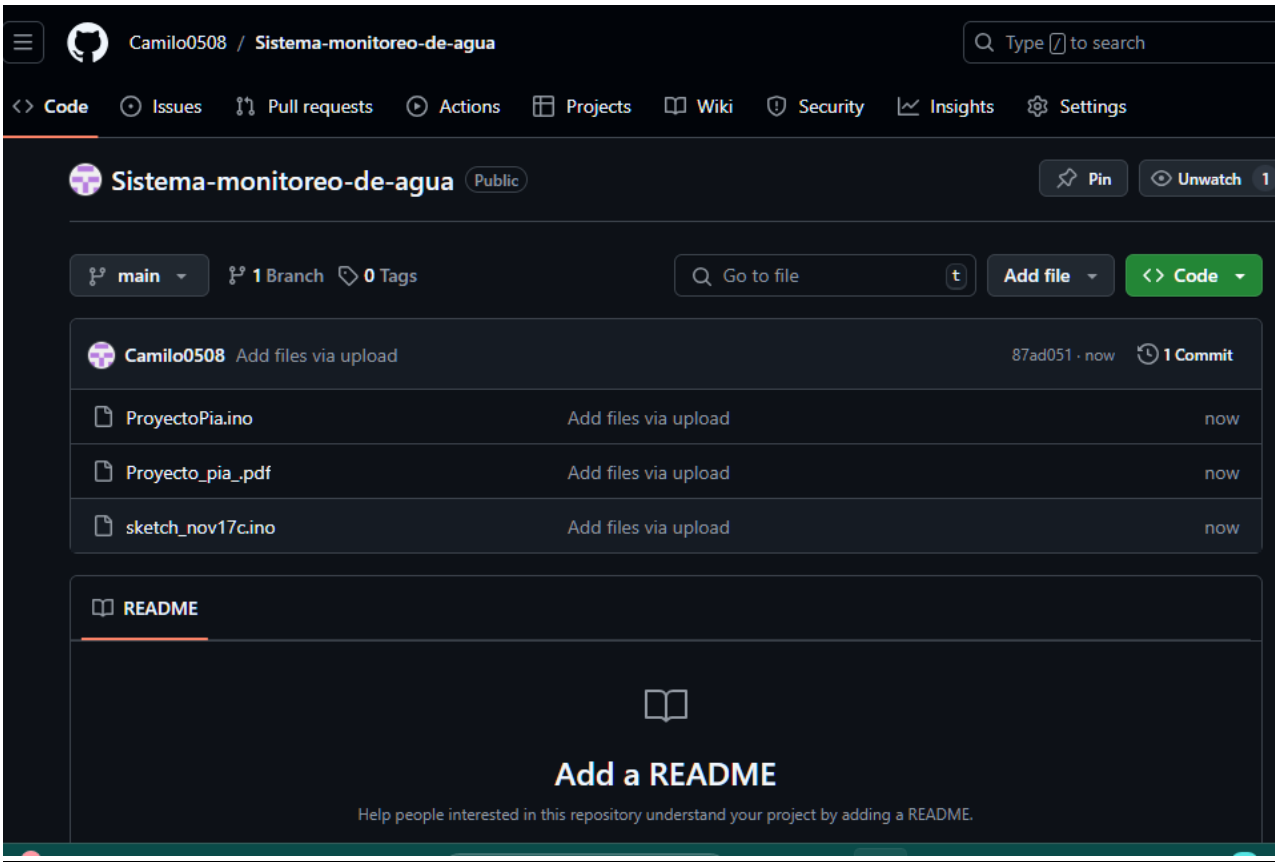 Camilo0508 / Sistema-monitoreo-de-agua Type / to search
Code Issues Pull requests Actions Projects Wiki Security Insights Settings
Sistema-monitoreo-de-agua Public Pin Unwatch 1
main 1 Branch 0 Tags Go to file t Add file Code
Camilo0508 Add files via upload 87ad051 · now 1 Commit
ProyectoPia.ino Add files via upload now
Proyecto_pia_.pdf Add files via upload now
sketch_nov17c.ino Add files via upload now
README
Add a README
Help people interested in this repository understand your project by adding a README.